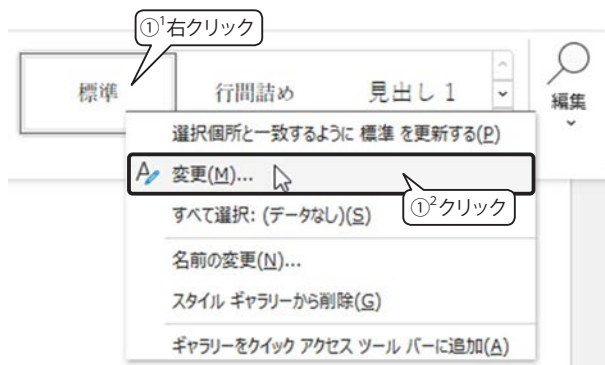 ①¹右クリック
標準
行間詰め
見出し 1
編集
選択個所と一致するように 標準 を更新する(P)
変更(M)...
①²クリック
すべて選択: (データなし)(S)
名前の変更(N)...
スタイル ギャラリーから削除(G)
ギャラリーをクイック アクセス ツール バーに追加(A)